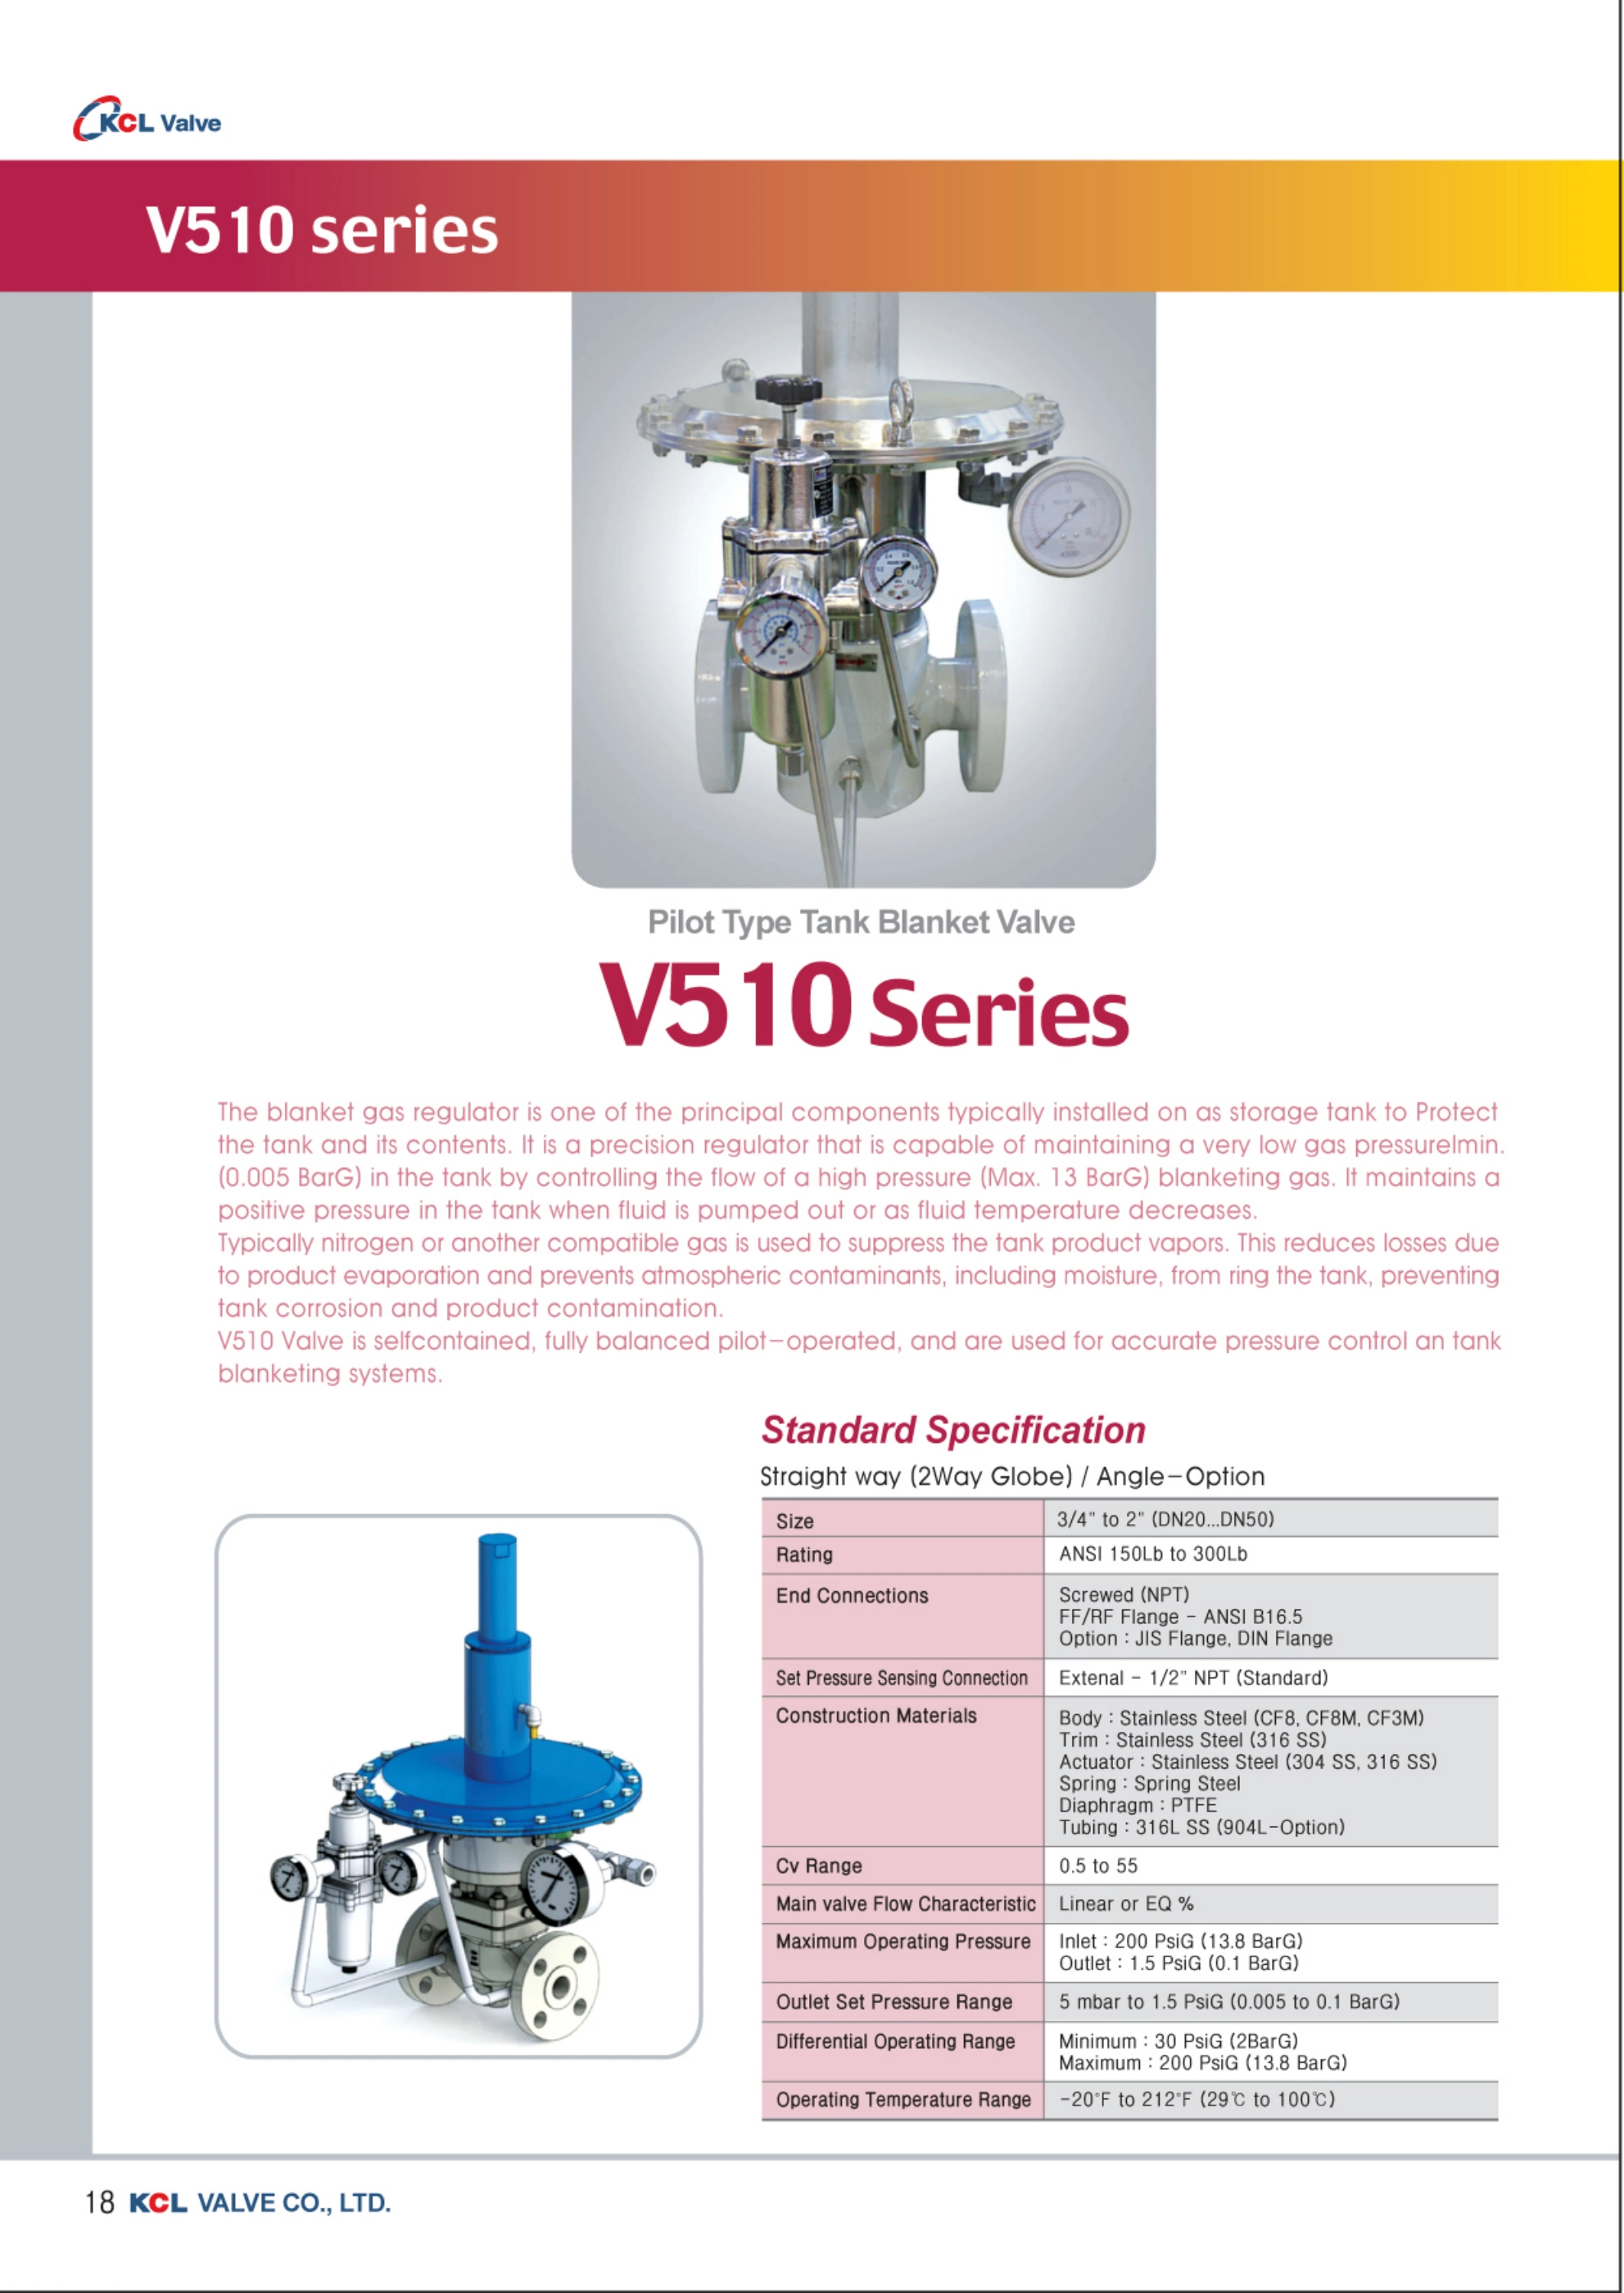 KCL Valve
V510 series
Pilot Type Tank Blanket Valve
V510 Series
The blanket gas regulator is one of the principal components typically installed on as storage tank to Protect
the tank and its contents. It is a precision regulator that is capable of maintaining a very low gas pressurelmin.
(0.005 BarG) in the tank by controlling the flow of a high pressure (Max. 13 BarG) blanketing gas. It maintains a
positive pressure in the tank when fluid is pumped out or as fluid temperature decreases.
Typically nitrogen or another compatible gas is used to suppress the tank product vapors. This reduces losses due
to product evaporation and prevents atmospheric contaminants, including moisture, from ring the tank, preventing
tank corrosion and product contamination.
V510 Valve is selfcontained, fully balanced pilot-operated, and are used for accurate pressure control an tank
blanketing systems.
Standard Specification
Straight way (2Way Globe) / Angle-Option
Size 3/4" to 2" (DN20...DN50)
Rating ANSI 150Lb to 300Lb
End Connections Screwed (NPT)
FF/RF Flange - ANSI B16.5
Option : JIS Flange, DIN Flange
Set Pressure Sensing Connection Extenal - 1/2" NPT (Standard)
Construction Materials Body : Stainless Steel (CF8, CF8M, CF3M)
Trim : Stainless Steel (316 SS)
Actuator : Stainless Steel (304 SS, 316 SS)
Spring : Spring Steel
Diaphragm : PTFE
Tubing : 316L SS (904L-Option)
Cv Range 0.5 to 55
Main valve Flow Characteristic Linear or EQ %
Maximum Operating Pressure Inlet : 200 PsiG (13.8 BarG)
Outlet : 1.5 PsiG (0.1 BarG)
Outlet Set Pressure Range 5 mbar to 1.5 PsiG (0.005 to 0.1 BarG)
Differential Operating Range Minimum : 30 PsiG (2BarG)
Maximum : 200 PsiG (13.8 BarG)
Operating Temperature Range -20°F to 212°F (29℃ to 100℃)
18 KCL VALVE CO., LTD.